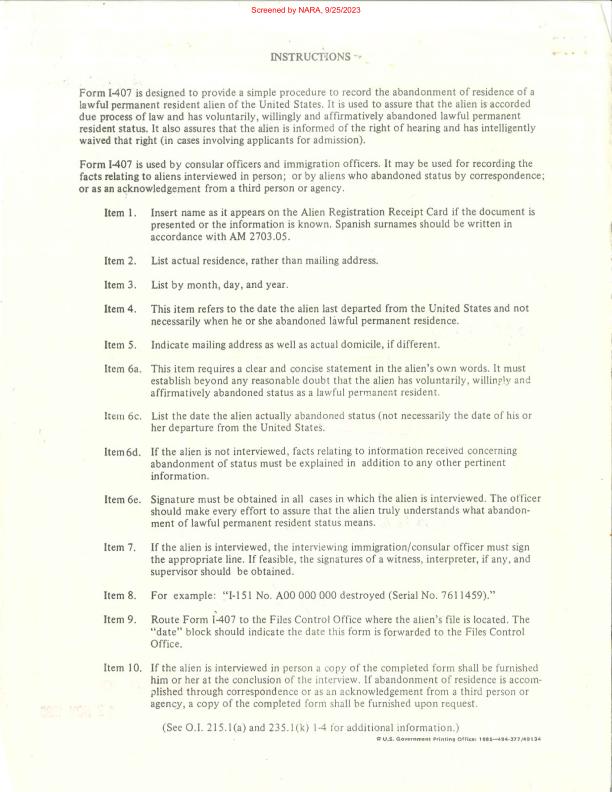 Screened by NARA, 9/25/2023
INSTRUCTIONS
Form I-407 is designed to provide a simple procedure to record the abandonment of residence of a
lawful permanent resident alien of the United States. It is used to assure that the alien is accorded
due process of law and has voluntarily, willingly and affirmatively abandoned lawful permanent
resident status. It also assures that the alien is informed of the right of hearing and has intelligently
waived that right (in cases involving applicants for admission).
Form I-407 is used by consular officers and immigration officers. It may be used for recording the
facts relating to aliens interviewed in person; or by aliens who abandoned status by correspondence;
or as an acknowledgement from a third person or agency.
Item 1. Insert name as it appears on the Alien Registration Receipt Card if the document is
presented or the information is known. Spanish surnames should be written in
accordance with AM 2703.05.
Item 2. List actual residence, rather than mailing address.
Item 3. List by month, day, and year.
Item 4. This item refers to the date the alien last departed from the United States and not
necessarily when he or she abandoned lawful permanent residence.
Item 5. Indicate mailing address as well as actual domicile, if different.
Item 6a. This item requires a clear and concise statement in the alien's own words. It must
establish beyond any reasonable doubt that the alien has voluntarily, willingly and
affirmatively abandoned status as a lawful permanent resident.
Item 6c. List the date the alien actually abandoned status (not necessarily the date of his or
her departure from the United States.
Item6d. If the alien is not interviewed, facts relating to information received concerning
abandonment of status must be explained in addition to any other pertinent
information.
Item 6e. Signature must be obtained in all cases in which the alien is interviewed. The officer
should make every effort to assure that the alien truly understands what abandon-
ment of lawful permanent resident status means.
Item 7. If the alien is interviewed, the interviewing immigration/consular officer must sign
the appropriate line. If feasible, the signatures of a witness, interpreter, if any, and
supervisor should be obtained.
Item 8. For example: "I-151 No. A00 000 000 destroyed (Serial No. 7611459)."
Item 9. Route Form I-407 to the Files Control Office where the alien's file is located. The
"date" block should indicate the date this form is forwarded to the Files Control
Office.
Item 10. If the alien is interviewed in person a copy of the completed form shall be furnished
him or her at the conclusion of the interview. If abandonment of residence is accom-
plished through correspondence or as an acknowledgement from a third person or
agency, a copy of the completed form shall be furnished upon request.
(See O.I. 215.1(a) and 235.1(k) 1-4 for additional information.)
☆ U.S. Government Printing Office: 1985—494-377/49134